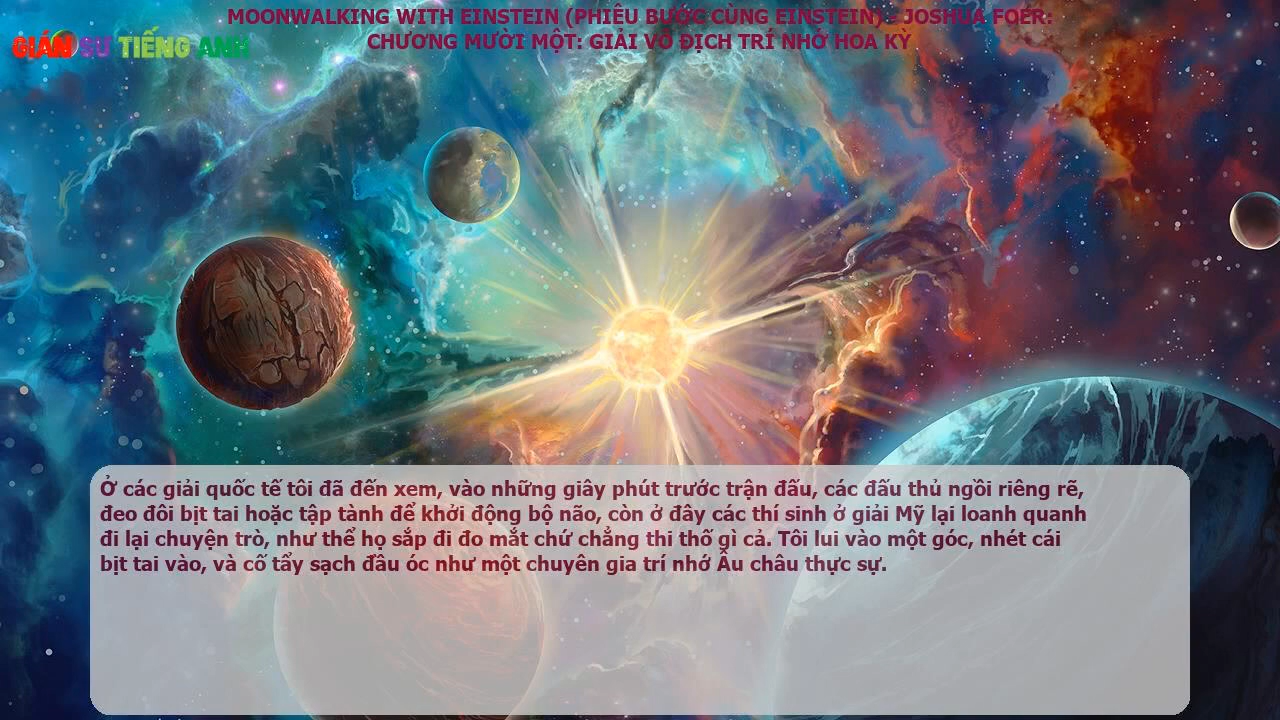 MOONWALKING WITH EINSTEIN (PHIÊU BƯỚC CÙNG EINSTEIN) - JOSHUA FOER:
CHƯƠNG MƯỜI MỘT: GIẢI VÔ ĐỊCH TRÍ NHỚ HOA KỲ
GIÁM SƯ TIẾNG ANH
Ở các giải quốc tế tôi đã đến xem, vào những giây phút trước trận đấu, các đấu thủ ngồi riêng rẽ,
đeo đôi bịt tai hoặc tập tành để khởi động bộ não, còn ở đây các thí sinh ở giải Mỹ lại loanh quanh
đi lại chuyện trò, như thể họ sắp đi đo mắt chứ chẳng thi thố gì cả. Tôi lui vào một góc, nhét cái
bịt tai vào, và cố tẩy sạch đầu óc như một chuyên gia trí nhớ Âu châu thực sự.